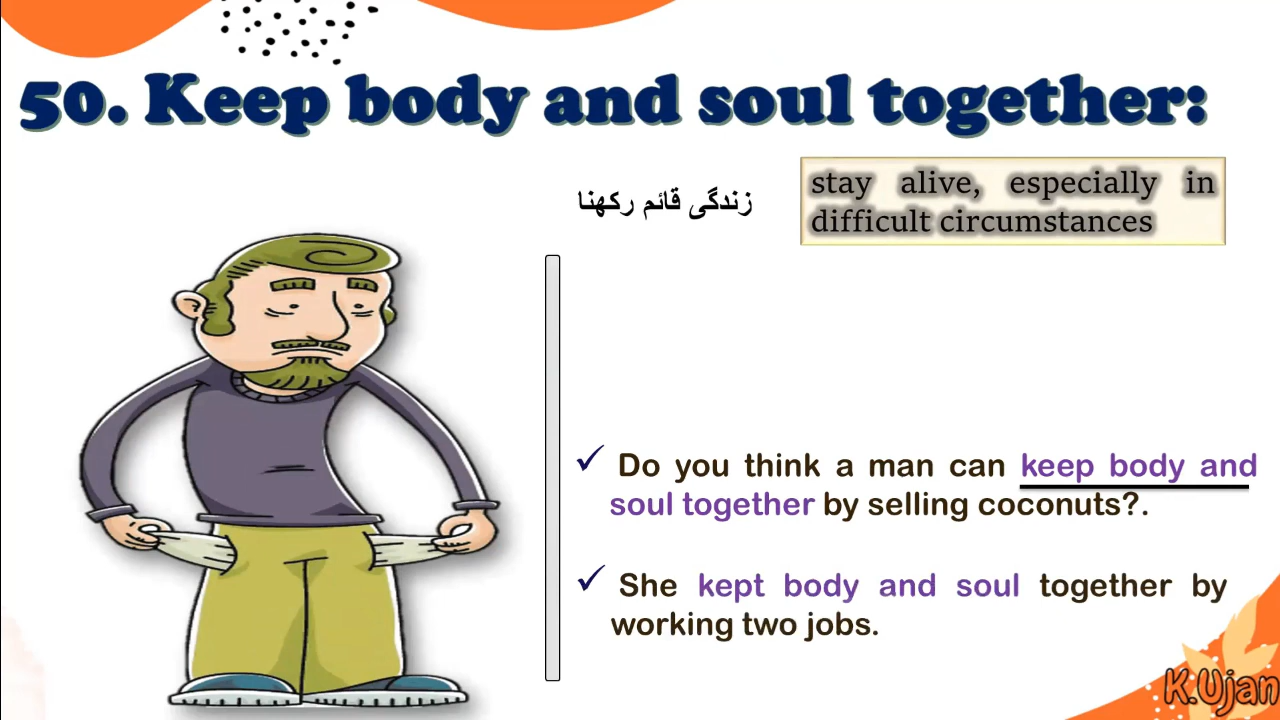 50. Keep body and soul together:
زندگی قائم رکھنا
stay alive, especially in
difficult circumstances
✓ Do you think a man can keep body and
soul together by selling coconuts?.
✓ She kept body and soul together by
working two jobs.
K.Ujan